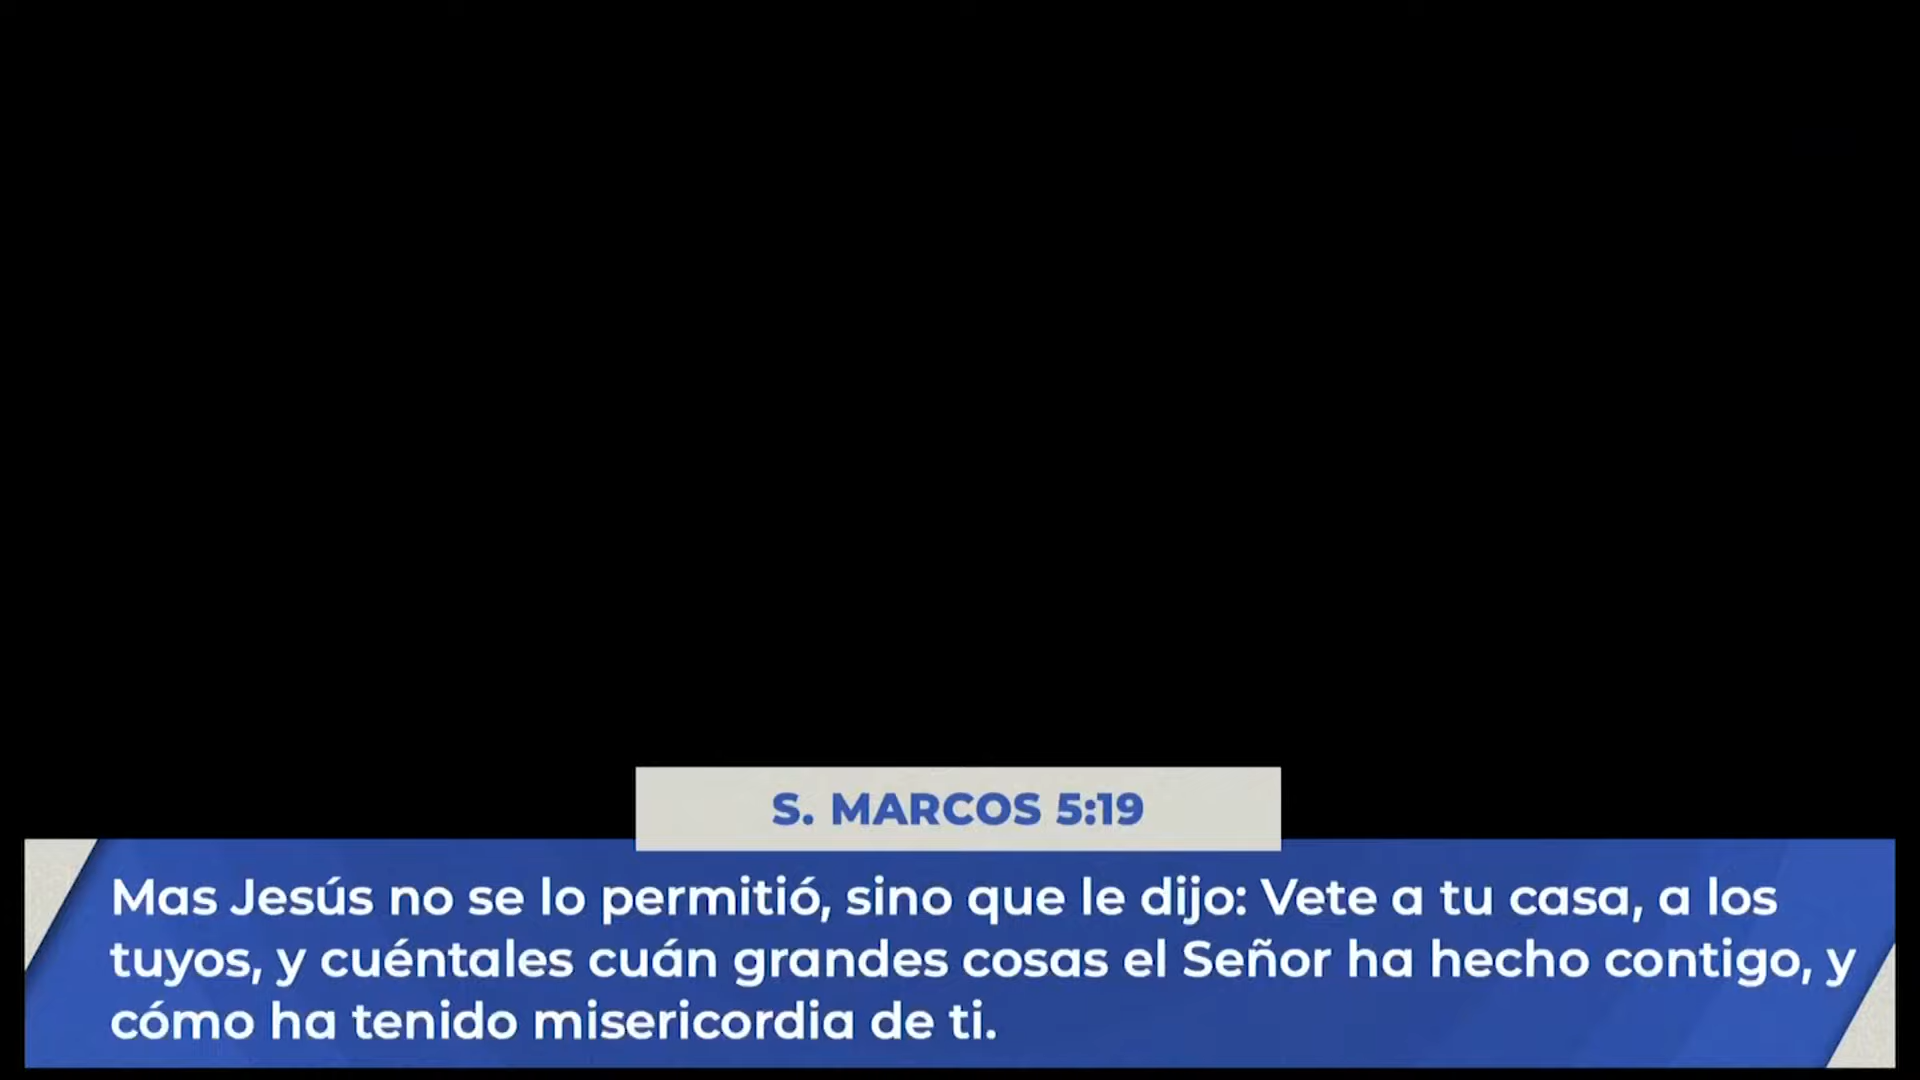 S. MARCOS 5:19
Mas Jesús no se lo permitió, sino que le dijo: Vete a tu casa, a los
tuyos, y cuéntales cuán grandes cosas el Señor ha hecho contigo, y
cómo ha tenido misericordia de ti.